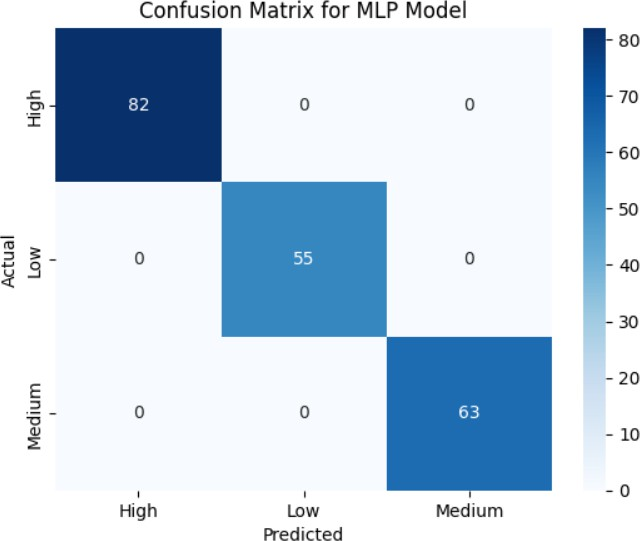 Confusion Matrix for MLP Model
High 82 0 0
Low 0 55 0
Medium 0 0 63
Actual
High Low Medium
Predicted
80
70
60
50
40
30
20
10
0